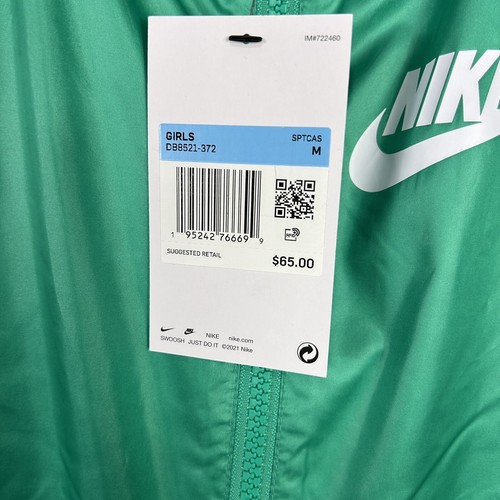 IM#722460
NIKE
GIRLS SPTCAS
DB8521-372 M
1 95242 76669 9
RFID
SUGGESTED RETAIL
$65.00
NIKE nike.com
SWOOSH JUST DO IT ©2021 Nike